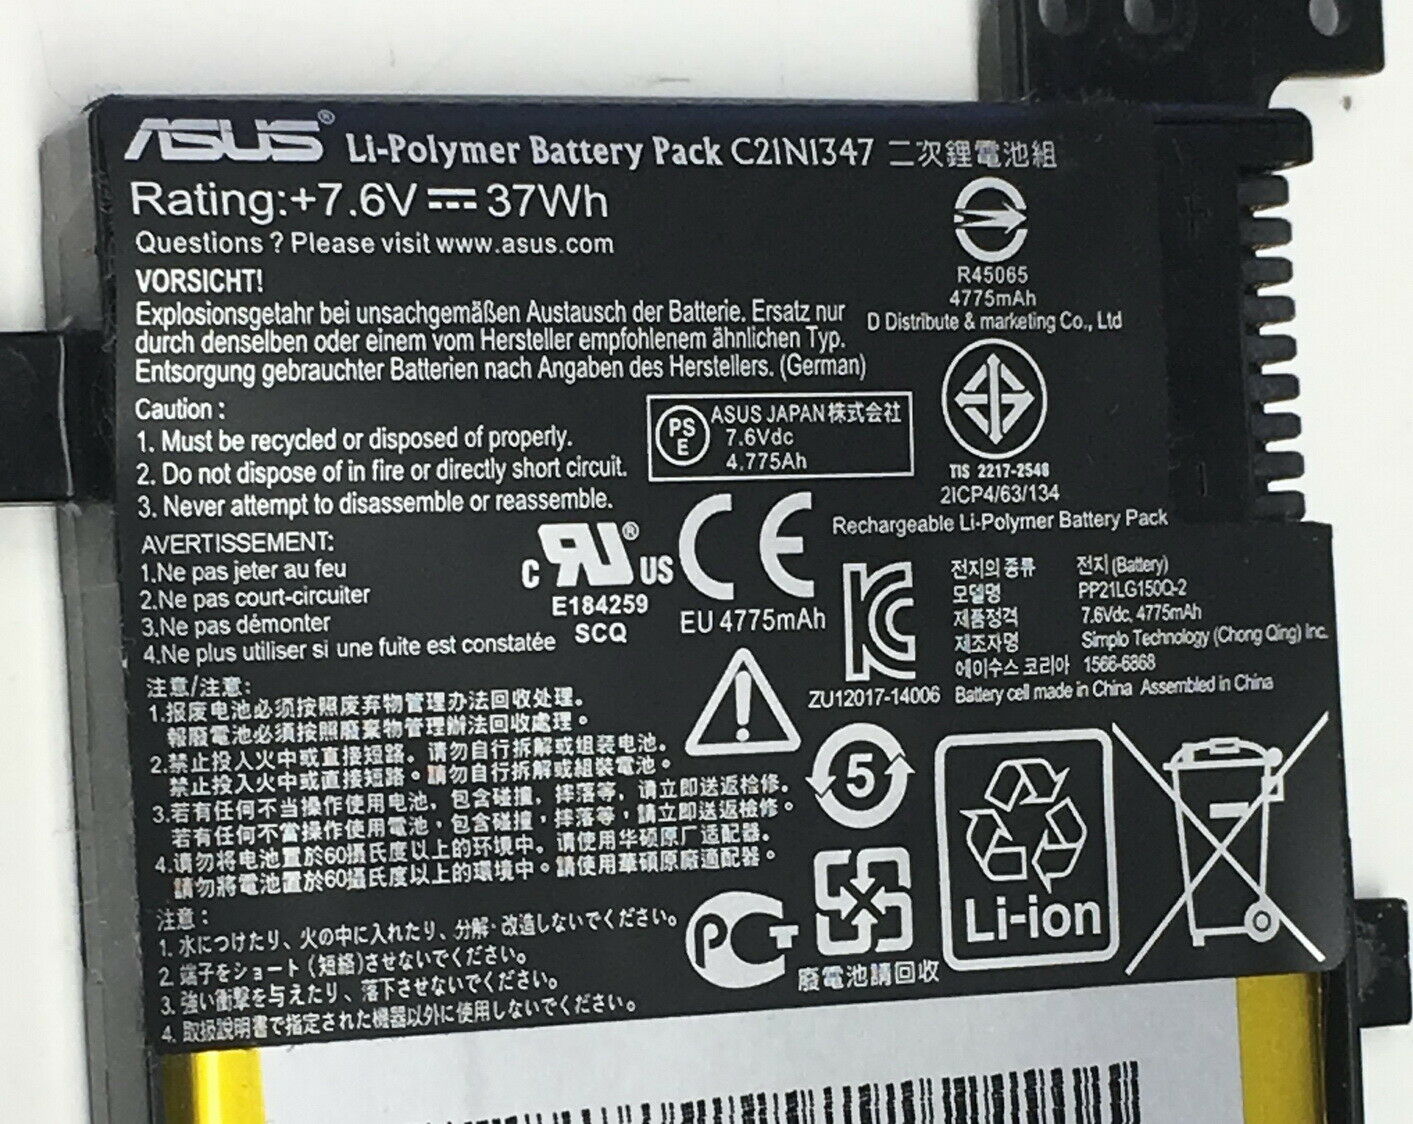 ASUS® Li-Polymer Battery Pack C21N1347 二次鋰電池組
Rating:+7.6V⎓37Wh
Questions ? Please visit www.asus.com
VORSICHT!
Explosionsgetahr bei unsachgemäßen Austausch der Batterie. Ersatz nur
durch denselben oder einem vom Hersteller empfohlenem ähnlichen Typ.
Entsorgung gebrauchter Batterien nach Angaben des Herstellers. (German)
Caution :
1. Must be recycled or disposed of properly.
2. Do not dispose of in fire or directly short circuit.
3. Never attempt to disassemble or reassemble.
AVERTISSEMENT:
1.Ne pas jeter au feu
2.Ne pas court-circuiter
3.Ne pas démonter
4.Ne plus utiliser si une fuite est constatée
R45065
4775mAh
D Distribute & marketing Co., Ltd
PS
E
ASUS JAPAN株式会社
7.6Vdc
4.775Ah
TIS 2217-2548
2ICP4/63/134
Rechargeable Li-Polymer Battery Pack
C RU® US
E184259
SCQ
CE
EU 4775mAh
KC
ZU12017-14006
전지의 종류 전지 (Battery)
모델명 PP21LG150Q-2
제품정격 7.6Vdc, 4775mAh
제조자명 Simplo Technology (Chong Qing) Inc.
에이수스 코리아 1566-6868
Battery cell made in China Assembled in China
注意/注意:
1.报废电池必须按照废弃物管理办法回收处理。
報廢電池必須按照廢棄物管理辦法回收處理。
2.禁止投入火中或直接短路。请勿自行拆解或组装电池。
禁止投入火中或直接短路。請勿自行拆解或組裝電池。
3.若有任何不当操作使用电池，包含碰撞，摔落等，请立即送返检修。
若有任何不當操作使用電池，包含碰撞，摔落等，請立即送返檢修。
4.请勿将电池置於60摄氏度以上的环境中。请使用华硕原厂适配器。
請勿將電池置於60攝氏度以上的環境中。請使用華碩原廠適配器。
注意：
1. 水につけたり、火の中に入れたり、分解·改造しないでください。
2. 端子をショート (短絡)させないでください。
3. 強い衝撃を与えたり、落下させないでください。
4. 取扱説明書で指定された機器以外に使用しないでください。
5
PCT
廢電池請回收
Li-ion